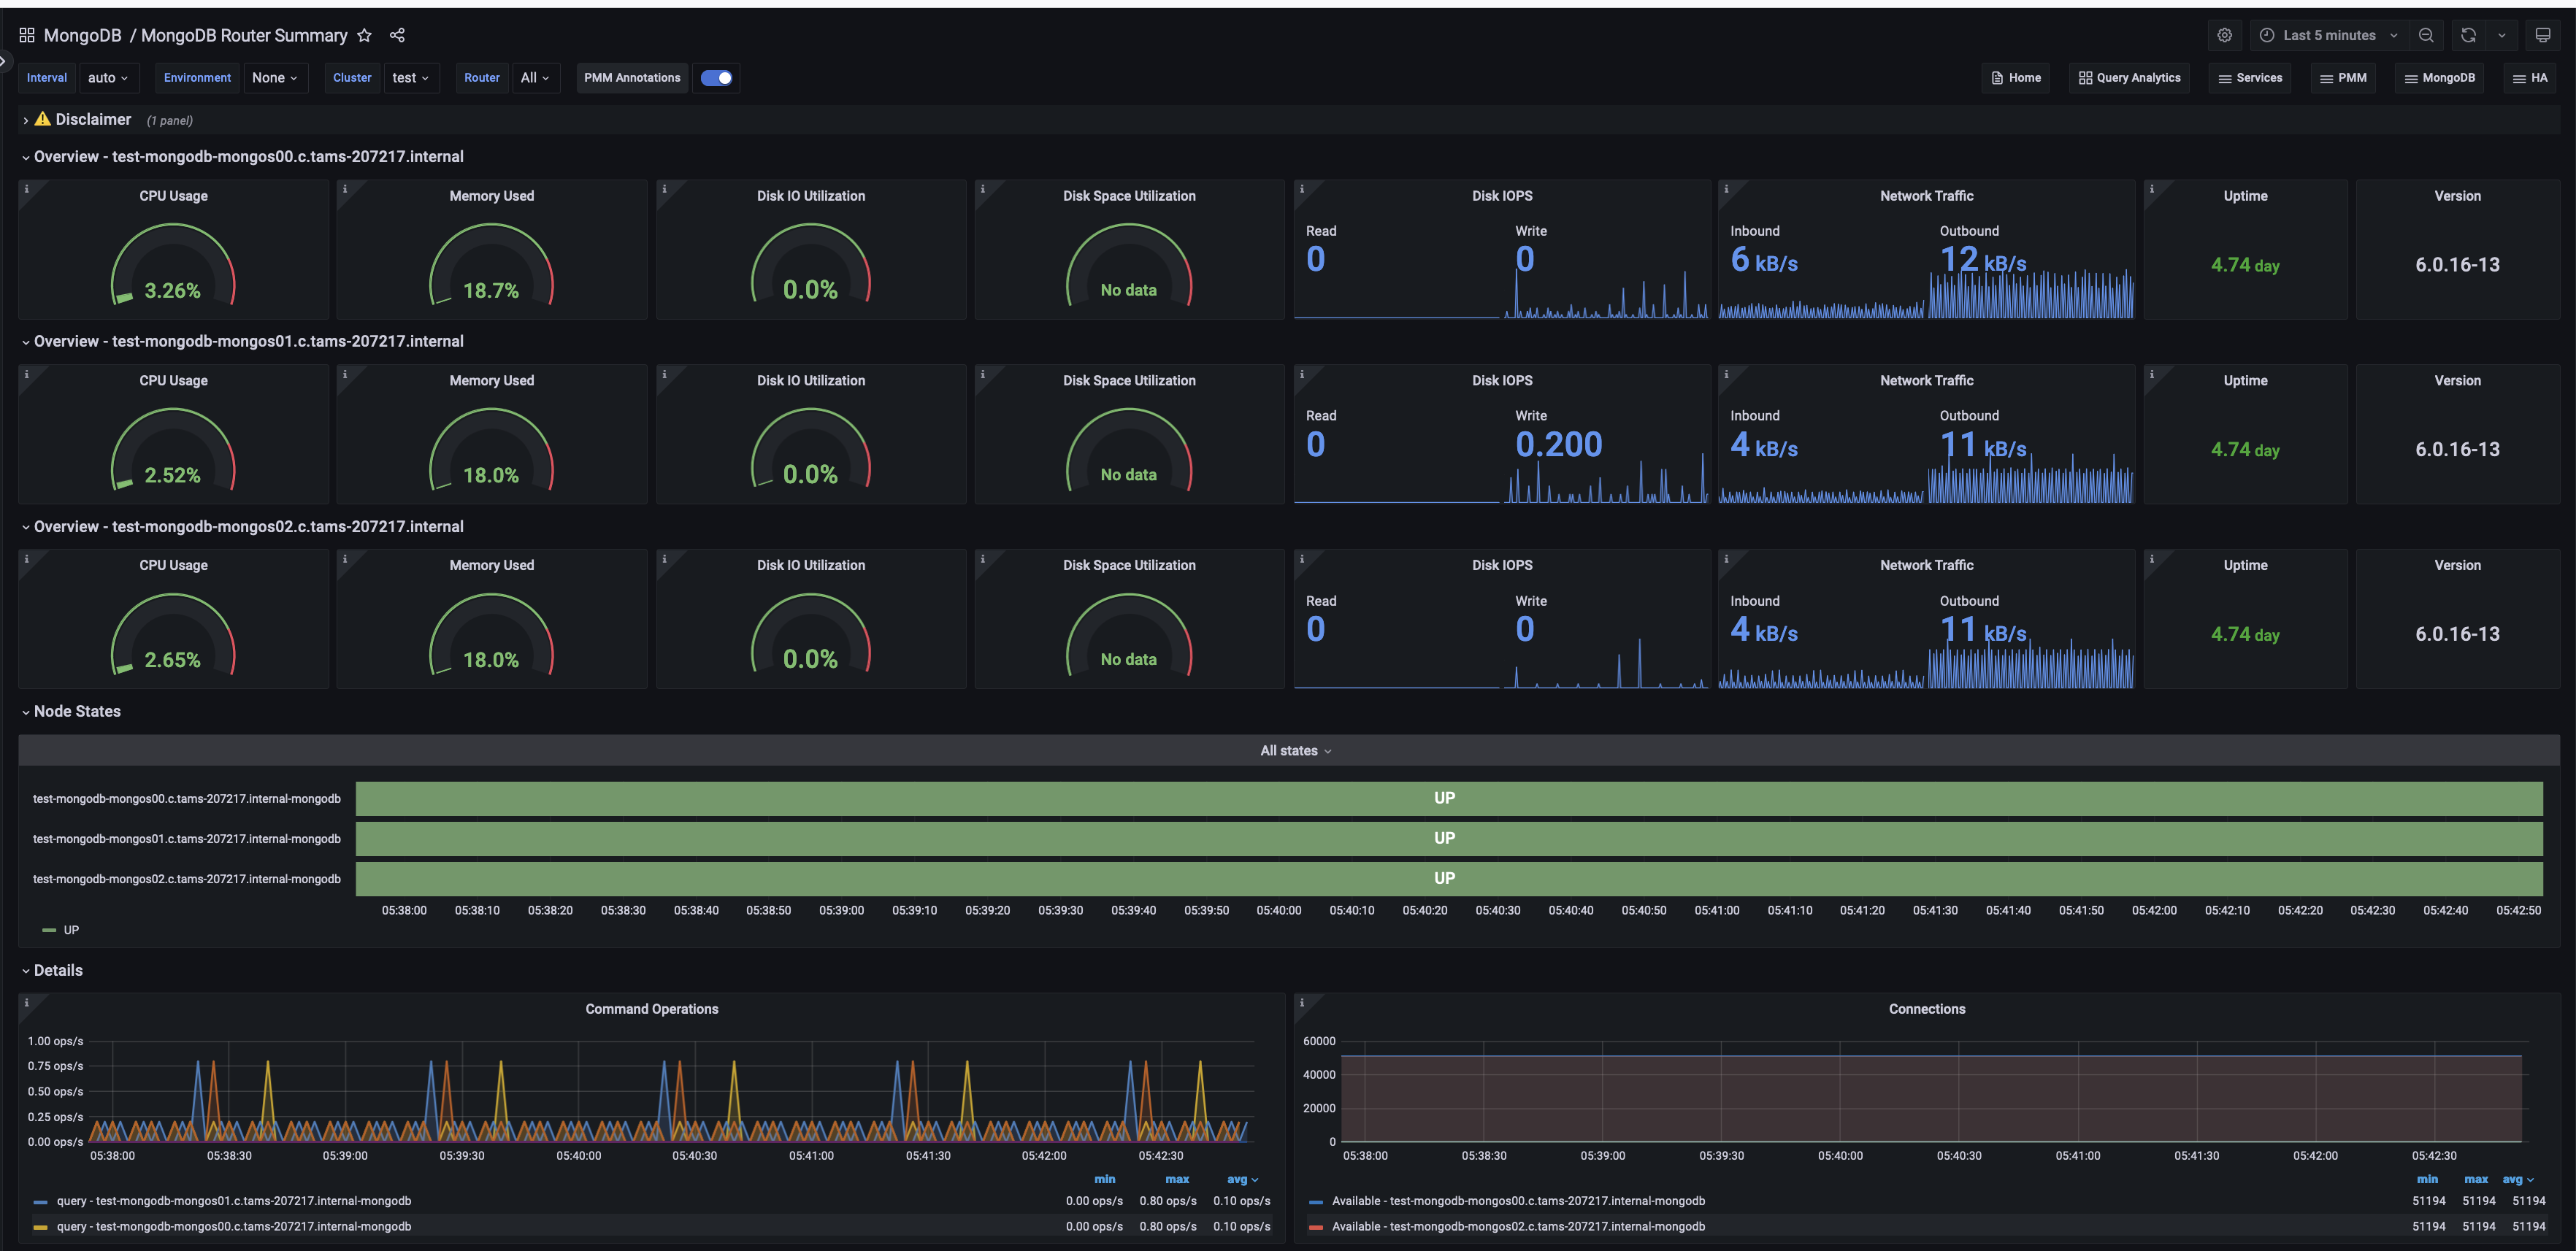 MongoDB / MongoDB Router Summary
Last 5 minutes
Interval auto Environment None Cluster test Router All PMM Annotations
Home Query Analytics Services PMM MongoDB HA
Disclaimer (1 panel)
Overview - test-mongodb-mongos00.c.tams-207217.internal
CPU Usage Memory Used Disk IO Utilization Disk Space Utilization Disk IOPS Network Traffic Uptime Version
Read Write Inbound Outbound
3.26% 18.7% 0.0% No data 0 0 6 kB/s 12 kB/s 4.74 day 6.0.16-13
Overview - test-mongodb-mongos01.c.tams-207217.internal
CPU Usage Memory Used Disk IO Utilization Disk Space Utilization Disk IOPS Network Traffic Uptime Version
Read Write Inbound Outbound
2.52% 18.0% 0.0% No data 0 0.200 4 kB/s 11 kB/s 4.74 day 6.0.16-13
Overview - test-mongodb-mongos02.c.tams-207217.internal
CPU Usage Memory Used Disk IO Utilization Disk Space Utilization Disk IOPS Network Traffic Uptime Version
Read Write Inbound Outbound
2.65% 18.0% 0.0% No data 0 0 4 kB/s 11 kB/s 4.74 day 6.0.16-13
Node States
All states
test-mongodb-mongos00.c.tams-207217.internal-mongodb UP
test-mongodb-mongos01.c.tams-207217.internal-mongodb UP
test-mongodb-mongos02.c.tams-207217.internal-mongodb UP
05:38:00 05:38:10 05:38:20 05:38:30 05:38:40 05:38:50 05:39:00 05:39:10 05:39:20 05:39:30 05:39:40 05:39:50 05:40:00 05:40:10 05:40:20 05:40:30 05:40:40 05:40:50 05:41:00 05:41:10 05:41:20 05:41:30 05:41:40 05:41:50 05:42:00 05:42:10 05:42:20 05:42:30 05:42:40 05:42:50
UP
Details
Command Operations
1.00 ops/s
0.75 ops/s
0.50 ops/s
0.25 ops/s
0.00 ops/s
05:38:00 05:38:30 05:39:00 05:39:30 05:40:00 05:40:30 05:41:00 05:41:30 05:42:00 05:42:30
min max avg
query - test-mongodb-mongos01.c.tams-207217.internal-mongodb 0.00 ops/s 0.80 ops/s 0.10 ops/s
query - test-mongodb-mongos00.c.tams-207217.internal-mongodb 0.00 ops/s 0.80 ops/s 0.10 ops/s
Connections
60000
40000
20000
0
05:38:00 05:38:30 05:39:00 05:39:30 05:40:00 05:40:30 05:41:00 05:41:30 05:42:00 05:42:30
min max avg
Available - test-mongodb-mongos00.c.tams-207217.internal-mongodb 51194 51194 51194
Available - test-mongodb-mongos02.c.tams-207217.internal-mongodb 51194 51194 51194